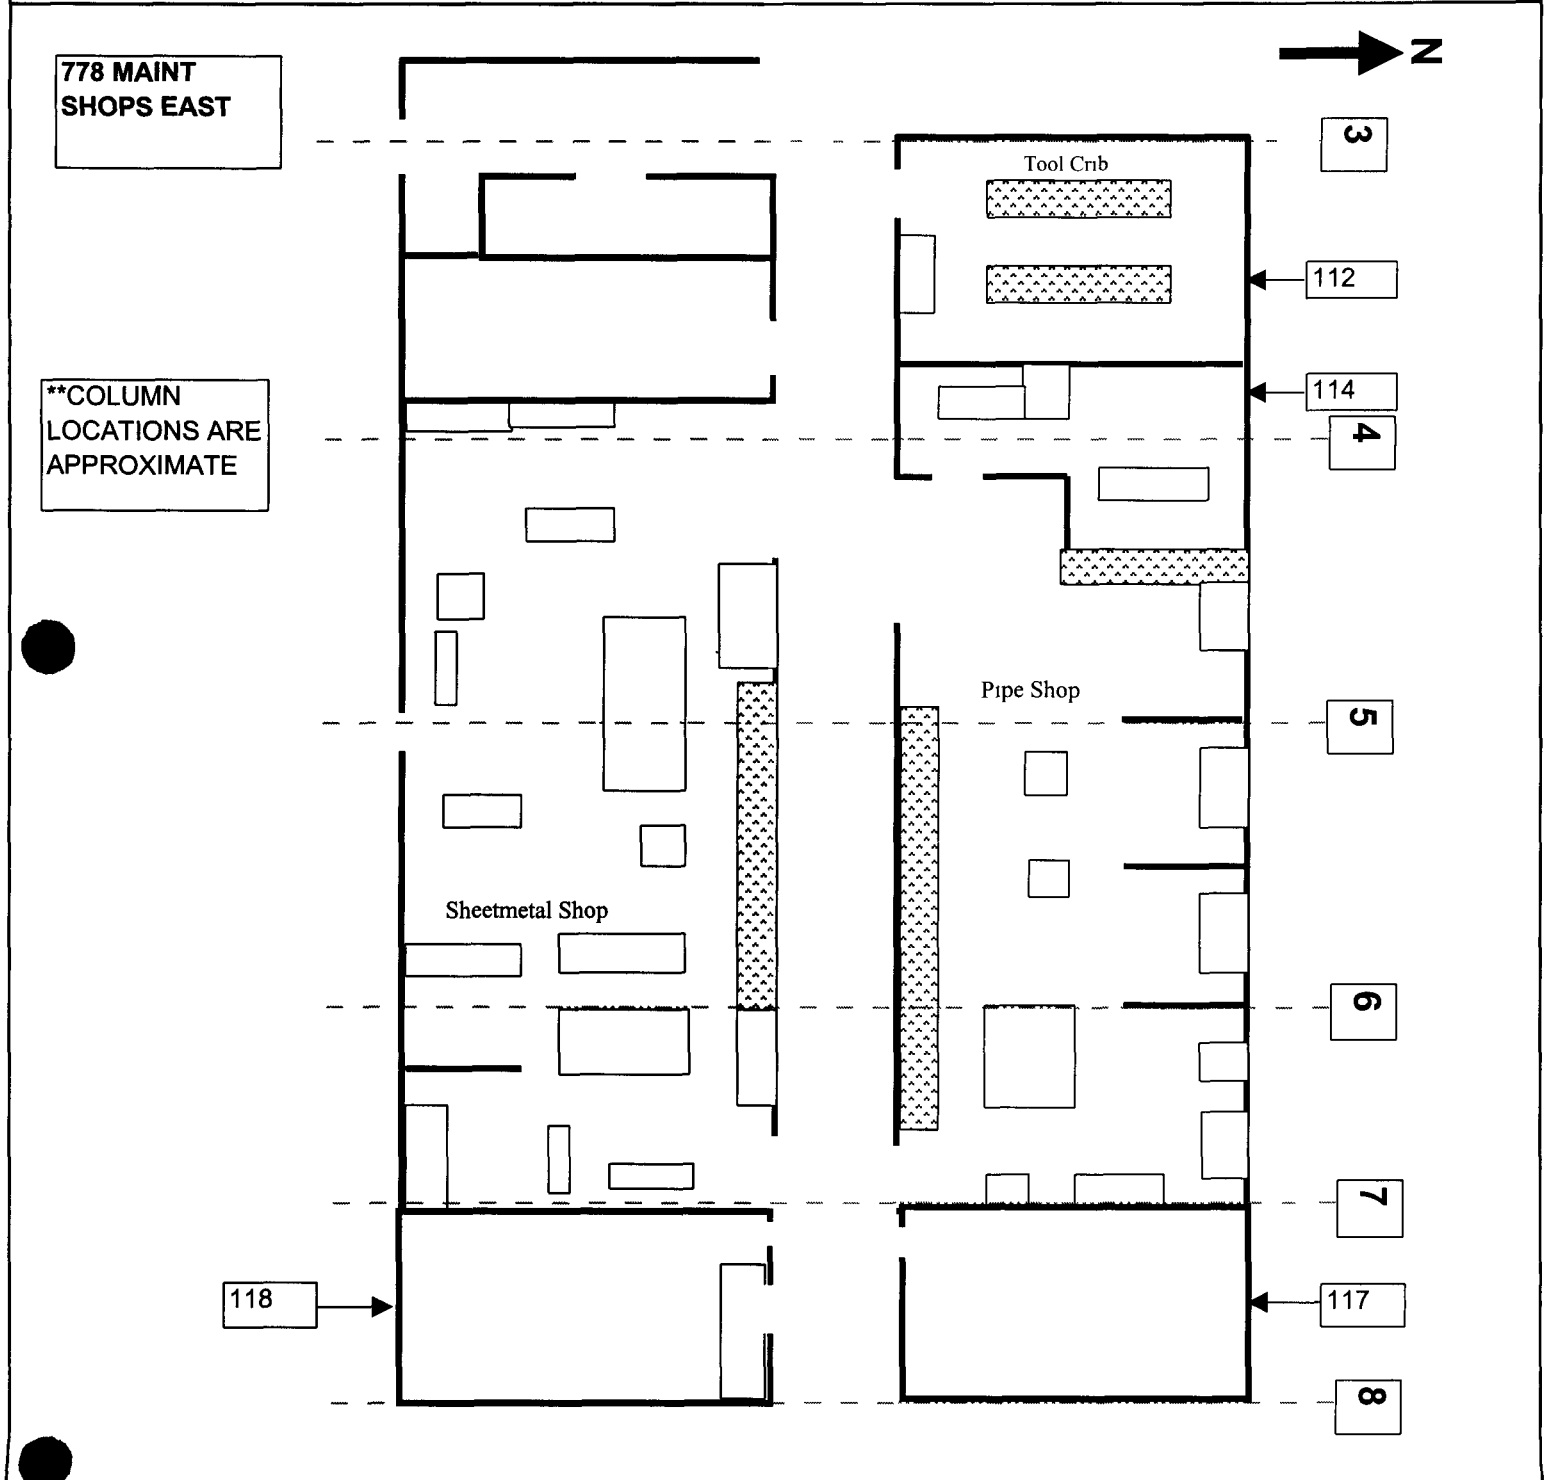 778 MAINT
SHOPS EAST
N
3
Tool Crib
112
**COLUMN
LOCATIONS ARE
APPROXIMATE
114
4
Pipe Shop
5
Sheetmetal Shop
6
7
118
117
8